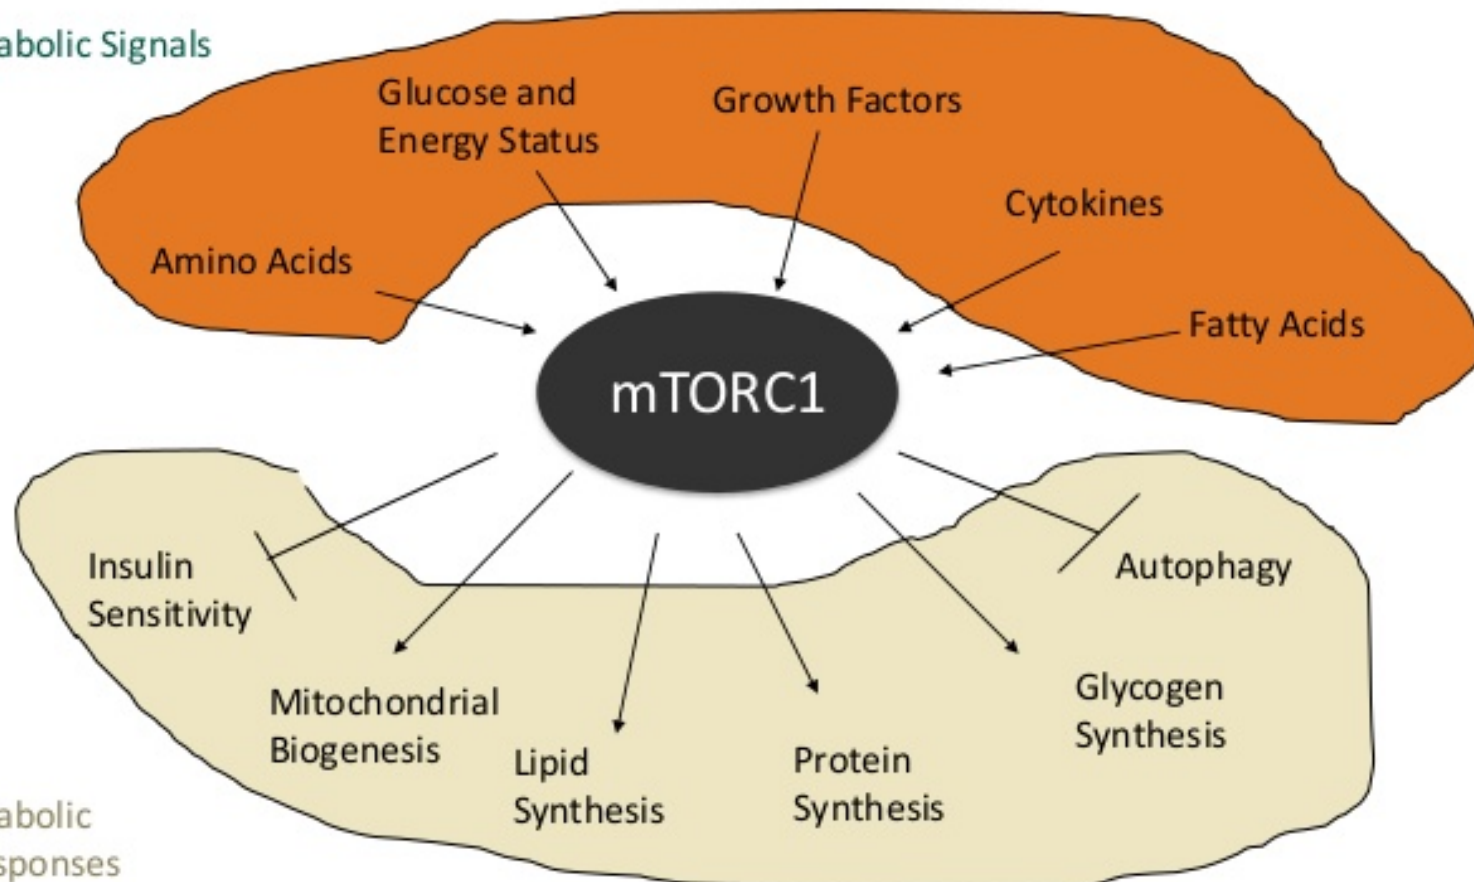 abolic Signals
Glucose and
Energy Status
Growth Factors
Cytokines
Amino Acids
Fatty Acids
mTORC1
Insulin
Sensitivity
Autophagy
Mitochondrial
Biogenesis
Glycogen
Synthesis
Lipid
Synthesis
Protein
Synthesis
abolic
sponses